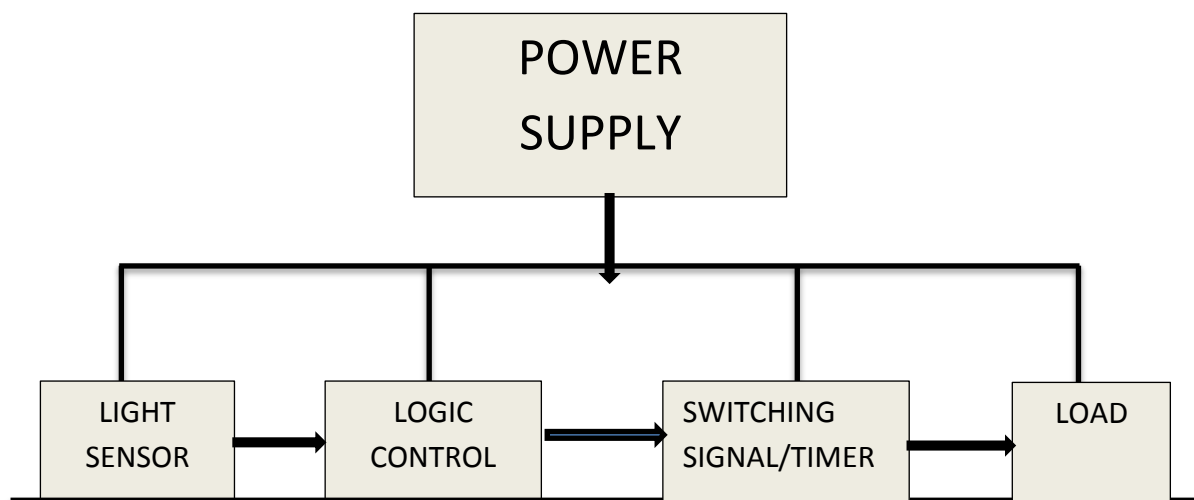 POWER
SUPPLY
LIGHT
SENSOR
LOGIC
CONTROL
SWITCHING
SIGNAL/TIMER
LOAD